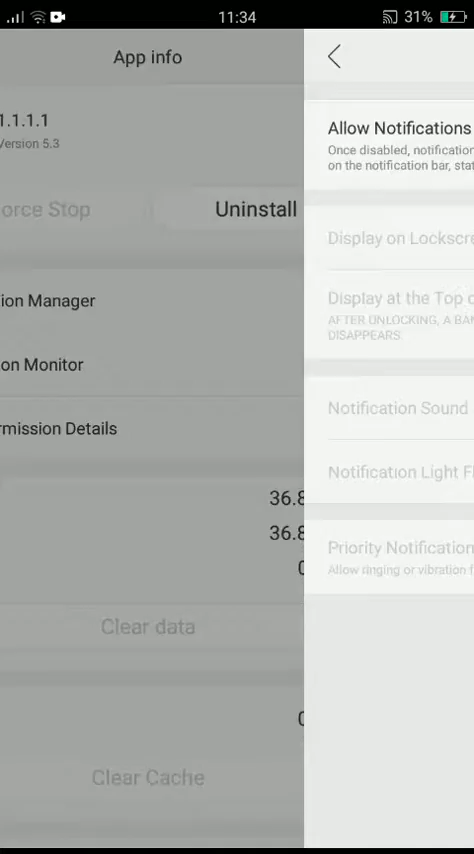 11:34
31%
App info
1.1.1.1
Version 5.3
orce Stop
Uninstall
ion Manager
on Monitor
rmission Details
36.8
36.8
0
Clear data
0
Clear Cache
Allow Notifications
Once disabled, notification
on the notification bar, stat
Display on Lockscre
Display at the Top o
AFTER UNLOCKING, A BAN
DISAPPEARS.
Notification Sound
Notification Light Fl
Priority Notification
Allow ringing or vibration f